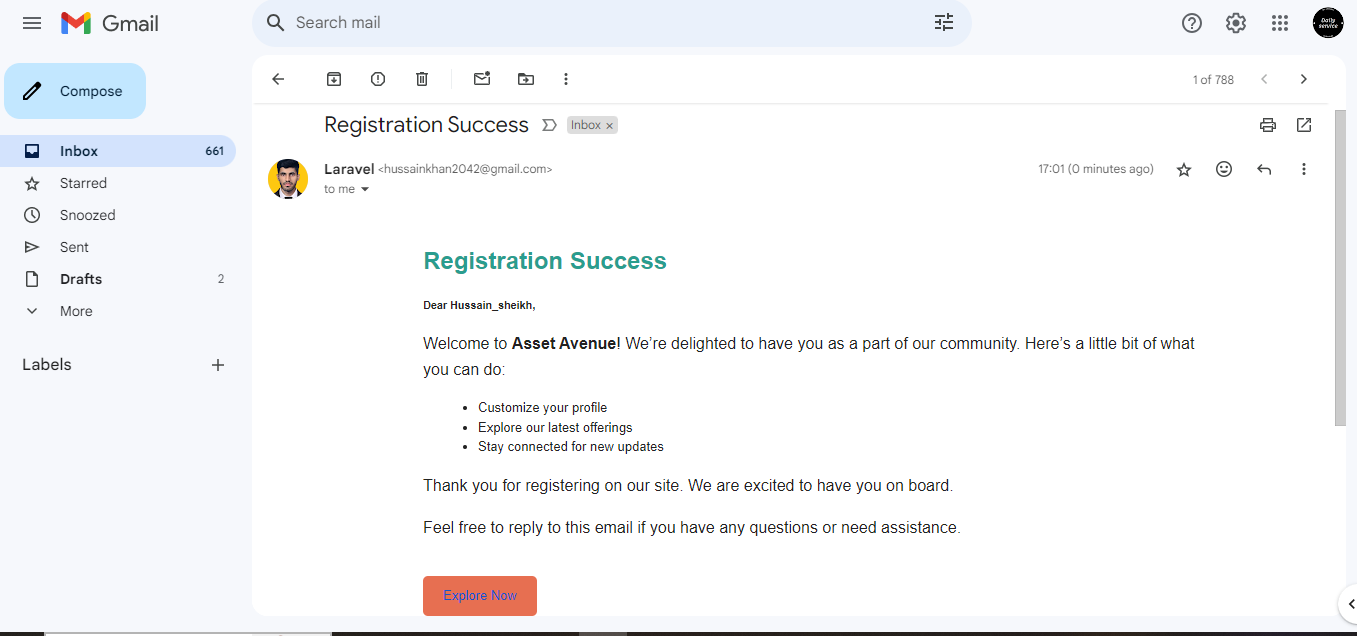 Gmail
Search mail
Daily
service
Compose
1 of 788
Registration Success
Inbox ×
Inbox 661
Laravel <hussainkhan2042@gmail.com>
17:01 (0 minutes ago)
to me
Starred
Snoozed
Sent
Drafts 2
More
Labels
Registration Success
Dear Hussain_sheikh,
Welcome to Asset Avenue! We’re delighted to have you as a part of our community. Here’s a little bit of what
you can do:
• Customize your profile
• Explore our latest offerings
• Stay connected for new updates
Thank you for registering on our site. We are excited to have you on board.
Feel free to reply to this email if you have any questions or need assistance.
Explore Now